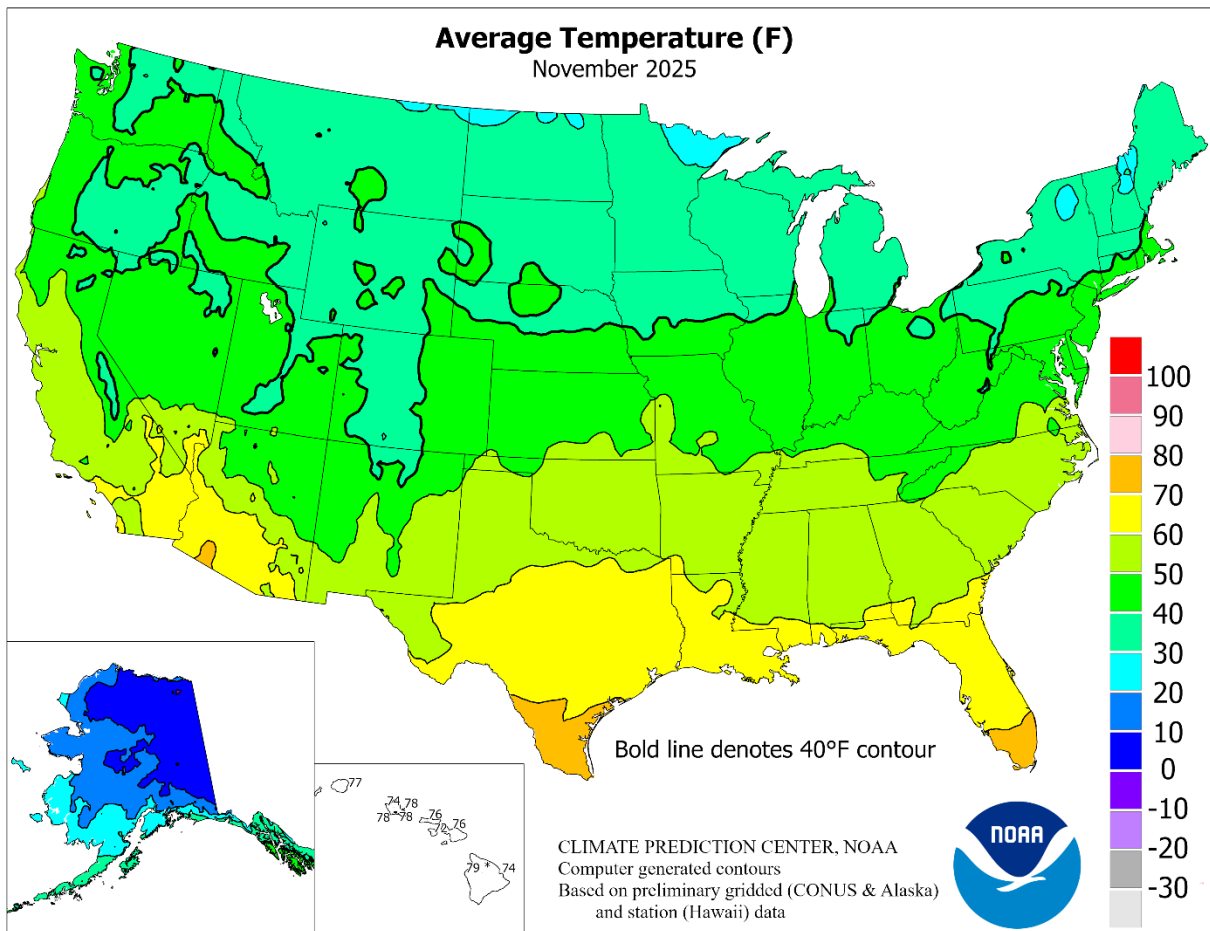 Average Temperature (F)
November 2025
100
90
80
70
60
50
40
30
20
10
0
-10
-20
-30
Bold line denotes 40°F contour
77
74
78
78
78
76
72
76
79 * 74
CLIMATE PREDICTION CENTER, NOAA
Computer generated contours
Based on preliminary gridded (CONUS & Alaska)
and station (Hawaii) data
NOAA